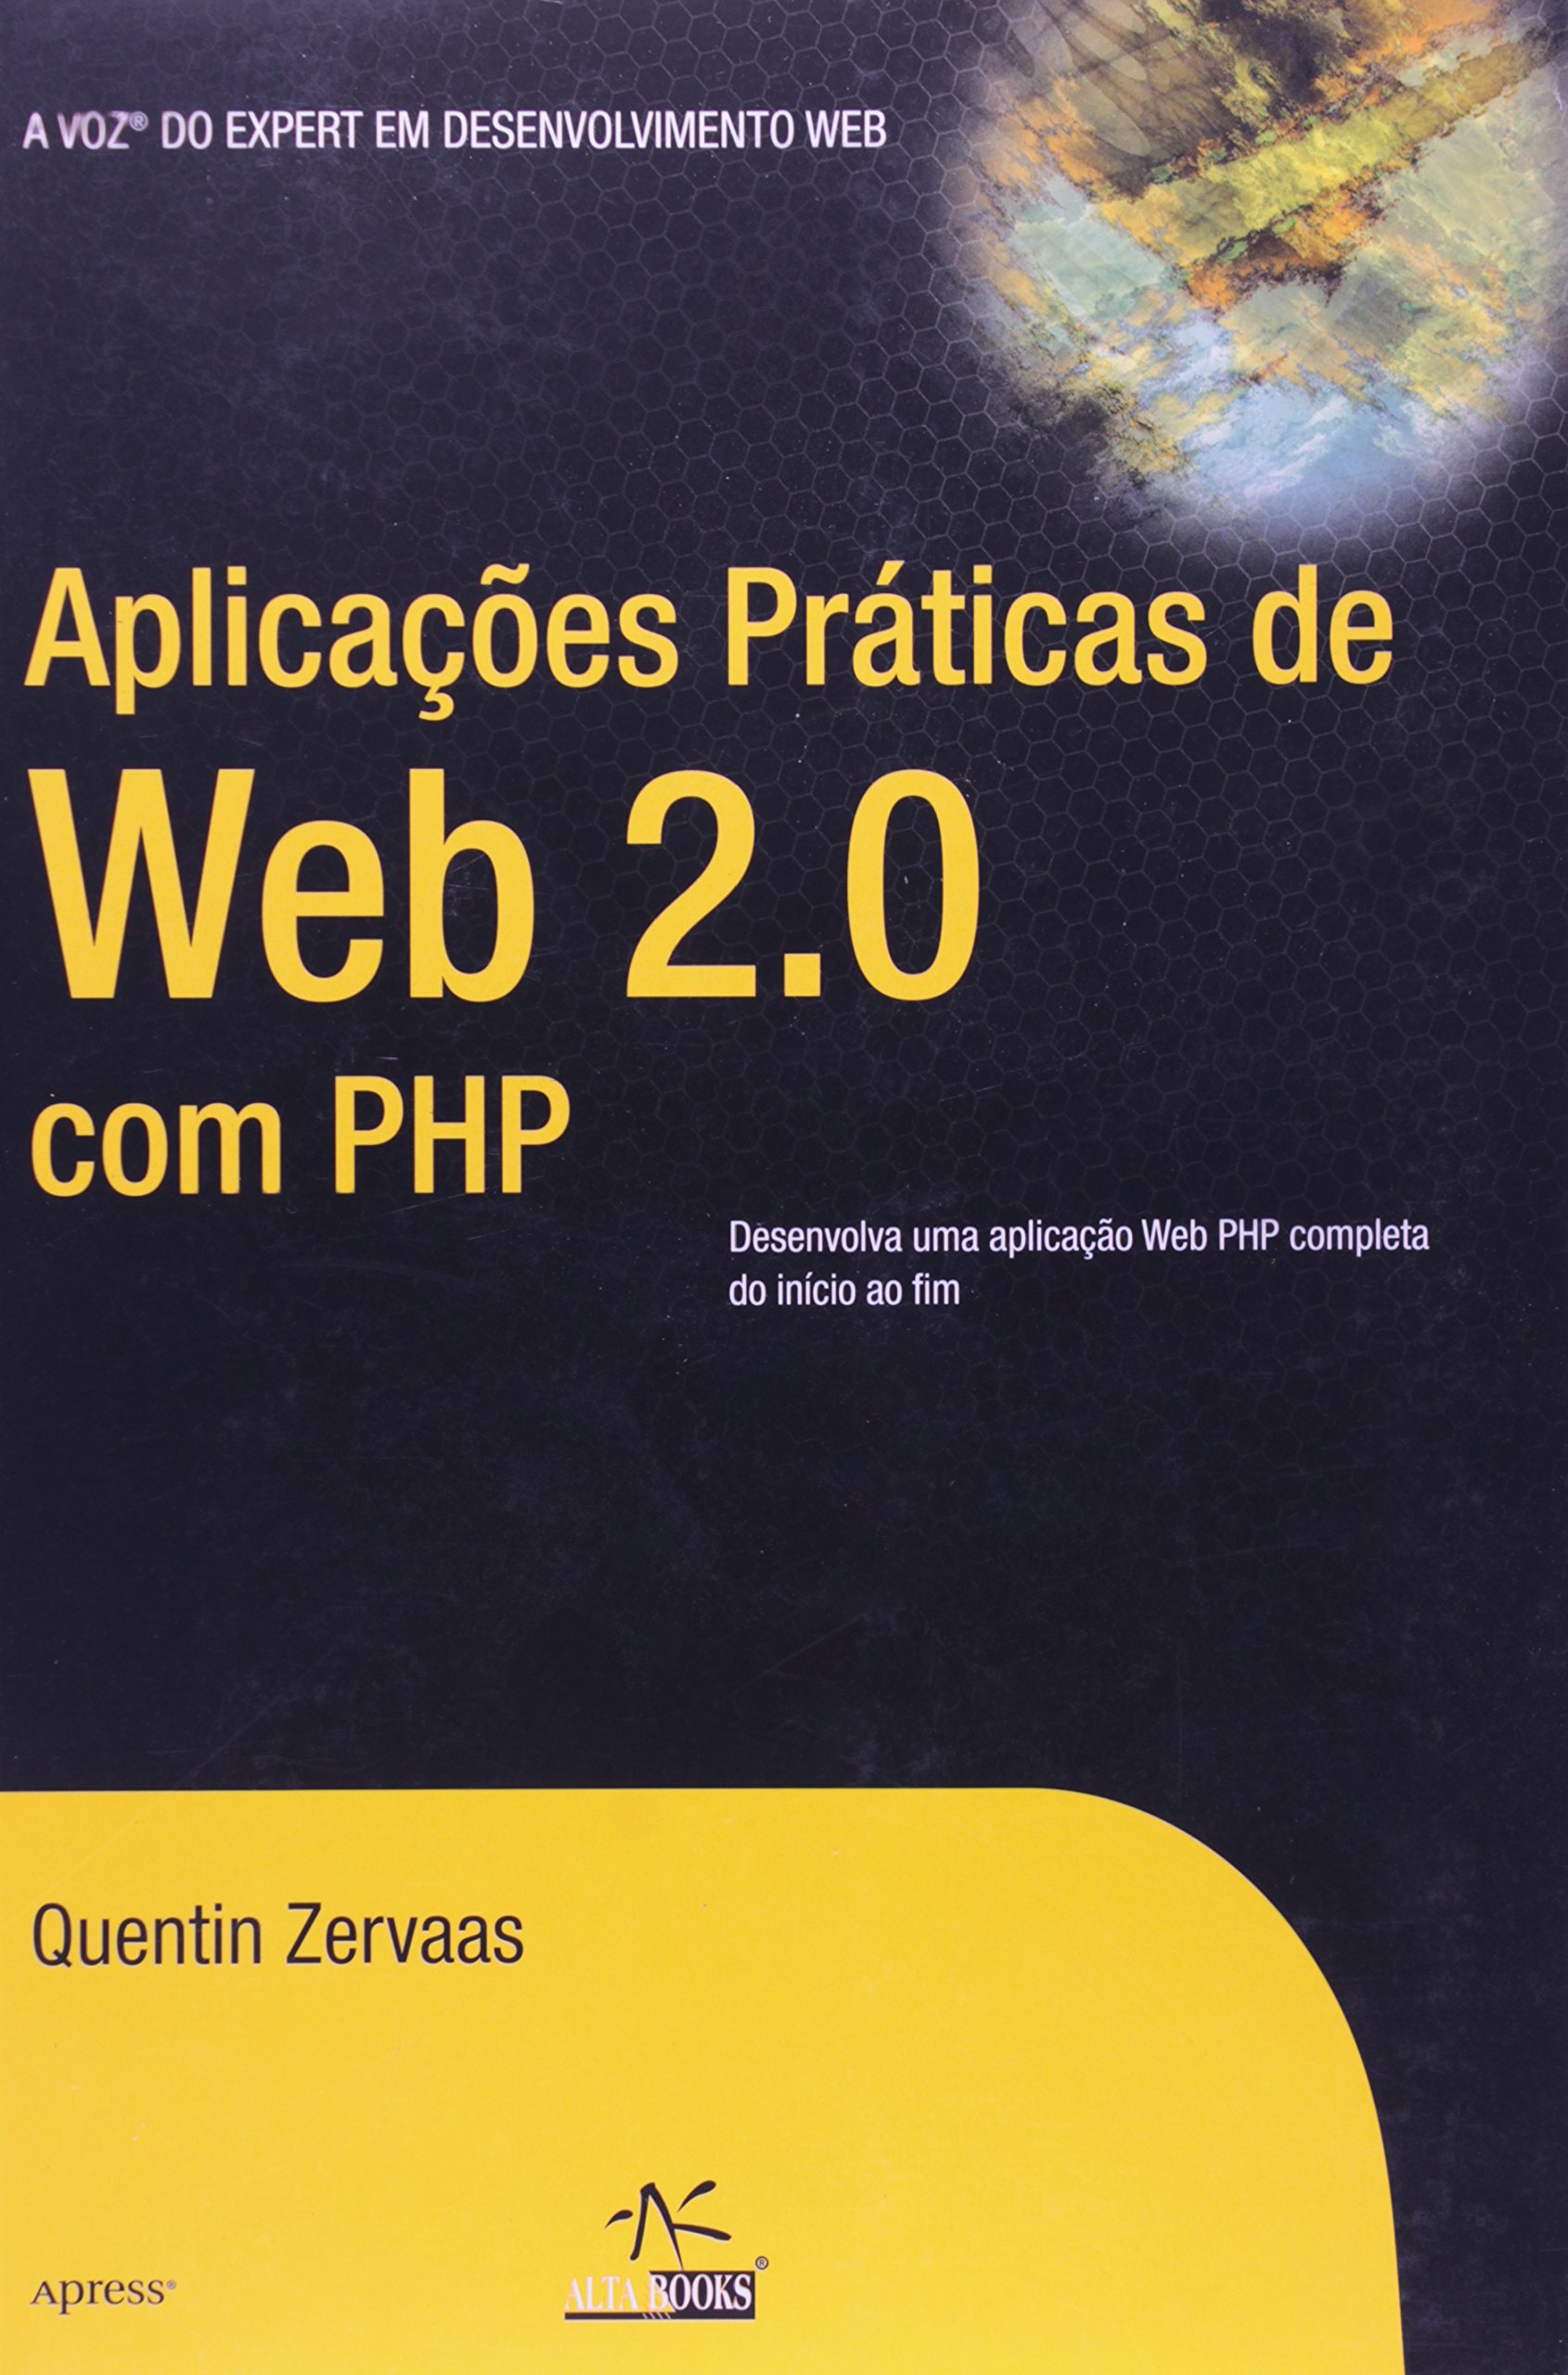 A VOZ® DO EXPERT EM DESENVOLVIMENTO WEB
Aplicações Práticas de
Web 2.0
com PHP
Desenvolva uma aplicação Web PHP completa
do início ao fim
Quentin Zervaas
Apress®
ALTA BOOKS®